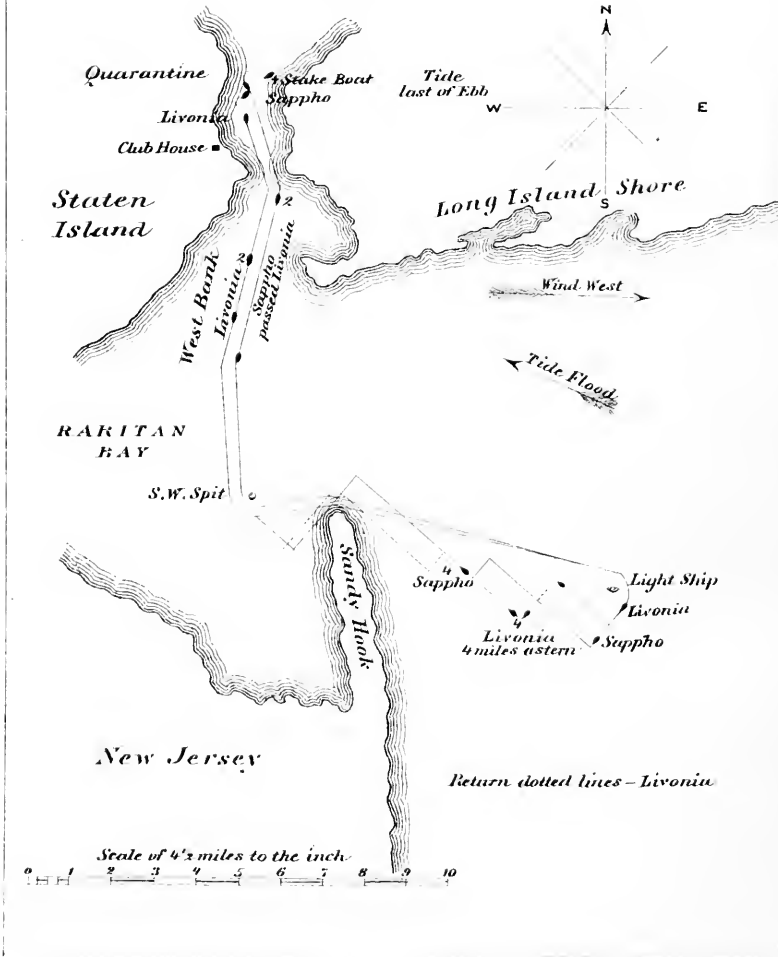 N
Quarantine
4 Stake Boat
Sappho
Tide
last of Ebb
W
E
Livonia
Club House
Staten
Island
2
S
Long Island Shore
West Bank
Livonia 2
Sappho
passed Livonia
Wind West
Tide Flood
RARITAN
BAY
S.W. Spit
Sandy Hook
4
Sappho
Light Ship
4
Livonia
Livonia
4 miles astern
Sappho
New Jersey
Return dotted lines – Livonia
Scale of 4½ miles to the inch
0 1 2 3 4 5 6 7 8 9 10